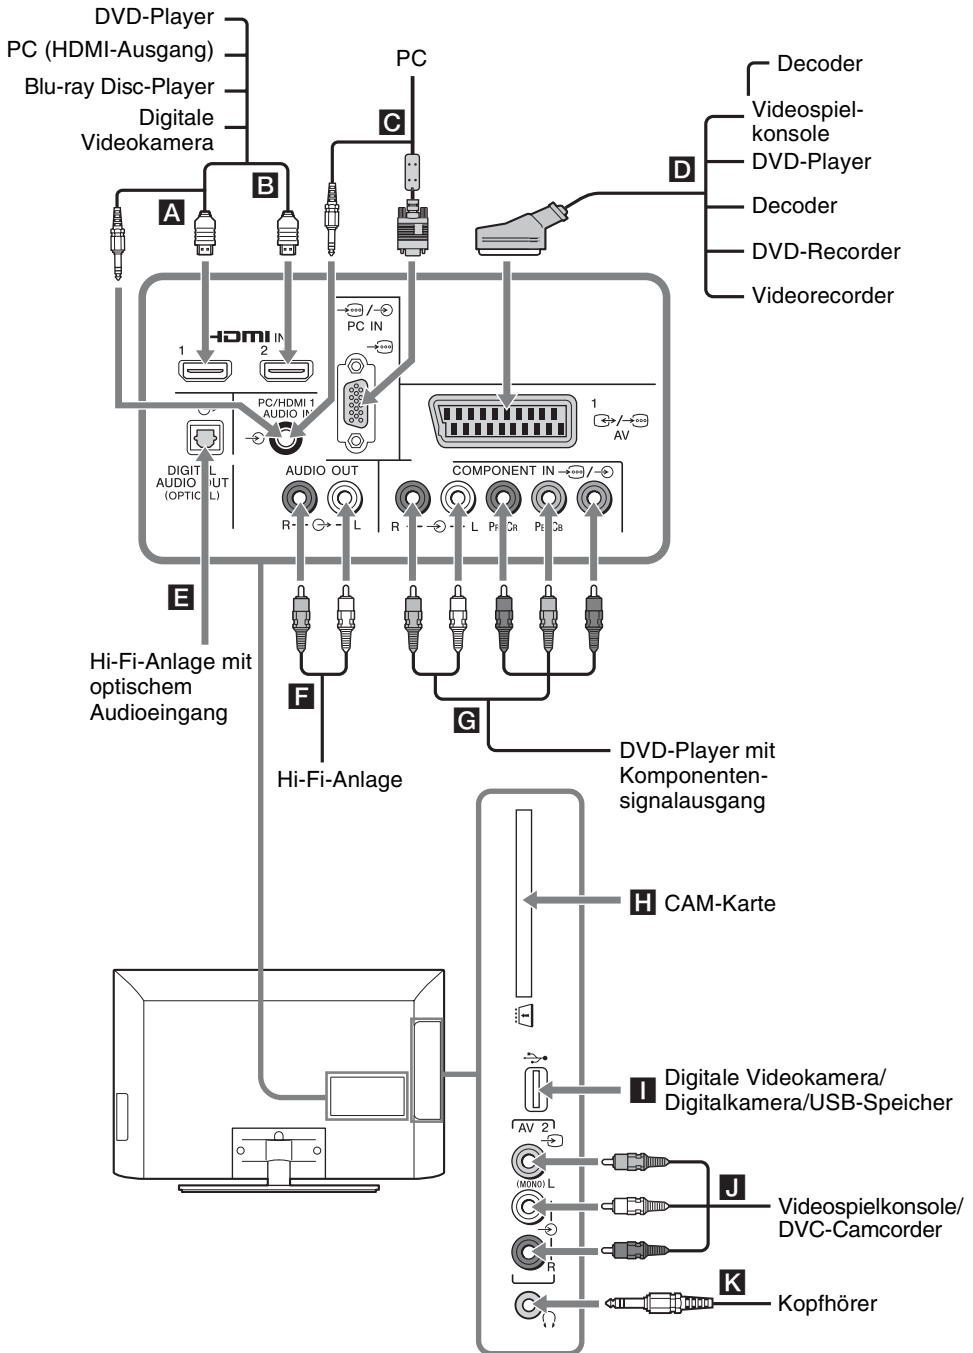 DVD-Player
PC (HDMI-Ausgang)
Blu-ray Disc-Player
Digitale
Videokamera
PC
Decoder
Videospiel-
konsole
DVD-Player
Decoder
DVD-Recorder
Videorecorder
A
B
C
D
PC IN
HDMI IN
1
2
PC/HDMI 1
AUDIO IN
1
AV
DIGITAL
AUDIO OUT
(OPTICAL)
AUDIO OUT
R
L
COMPONENT IN
R
L
PR/CR
PB/CB
E
Hi-Fi-Anlage mit
optischem
Audioeingang
F
Hi-Fi-Anlage
G
DVD-Player mit
Komponenten-
signalausgang
H CAM-Karte
I Digitale Videokamera/
Digitalkamera/USB-Speicher
AV 2
(MONO) L
R
J
Videospielkonsole/
DVC-Camcorder
K
Kopfhörer